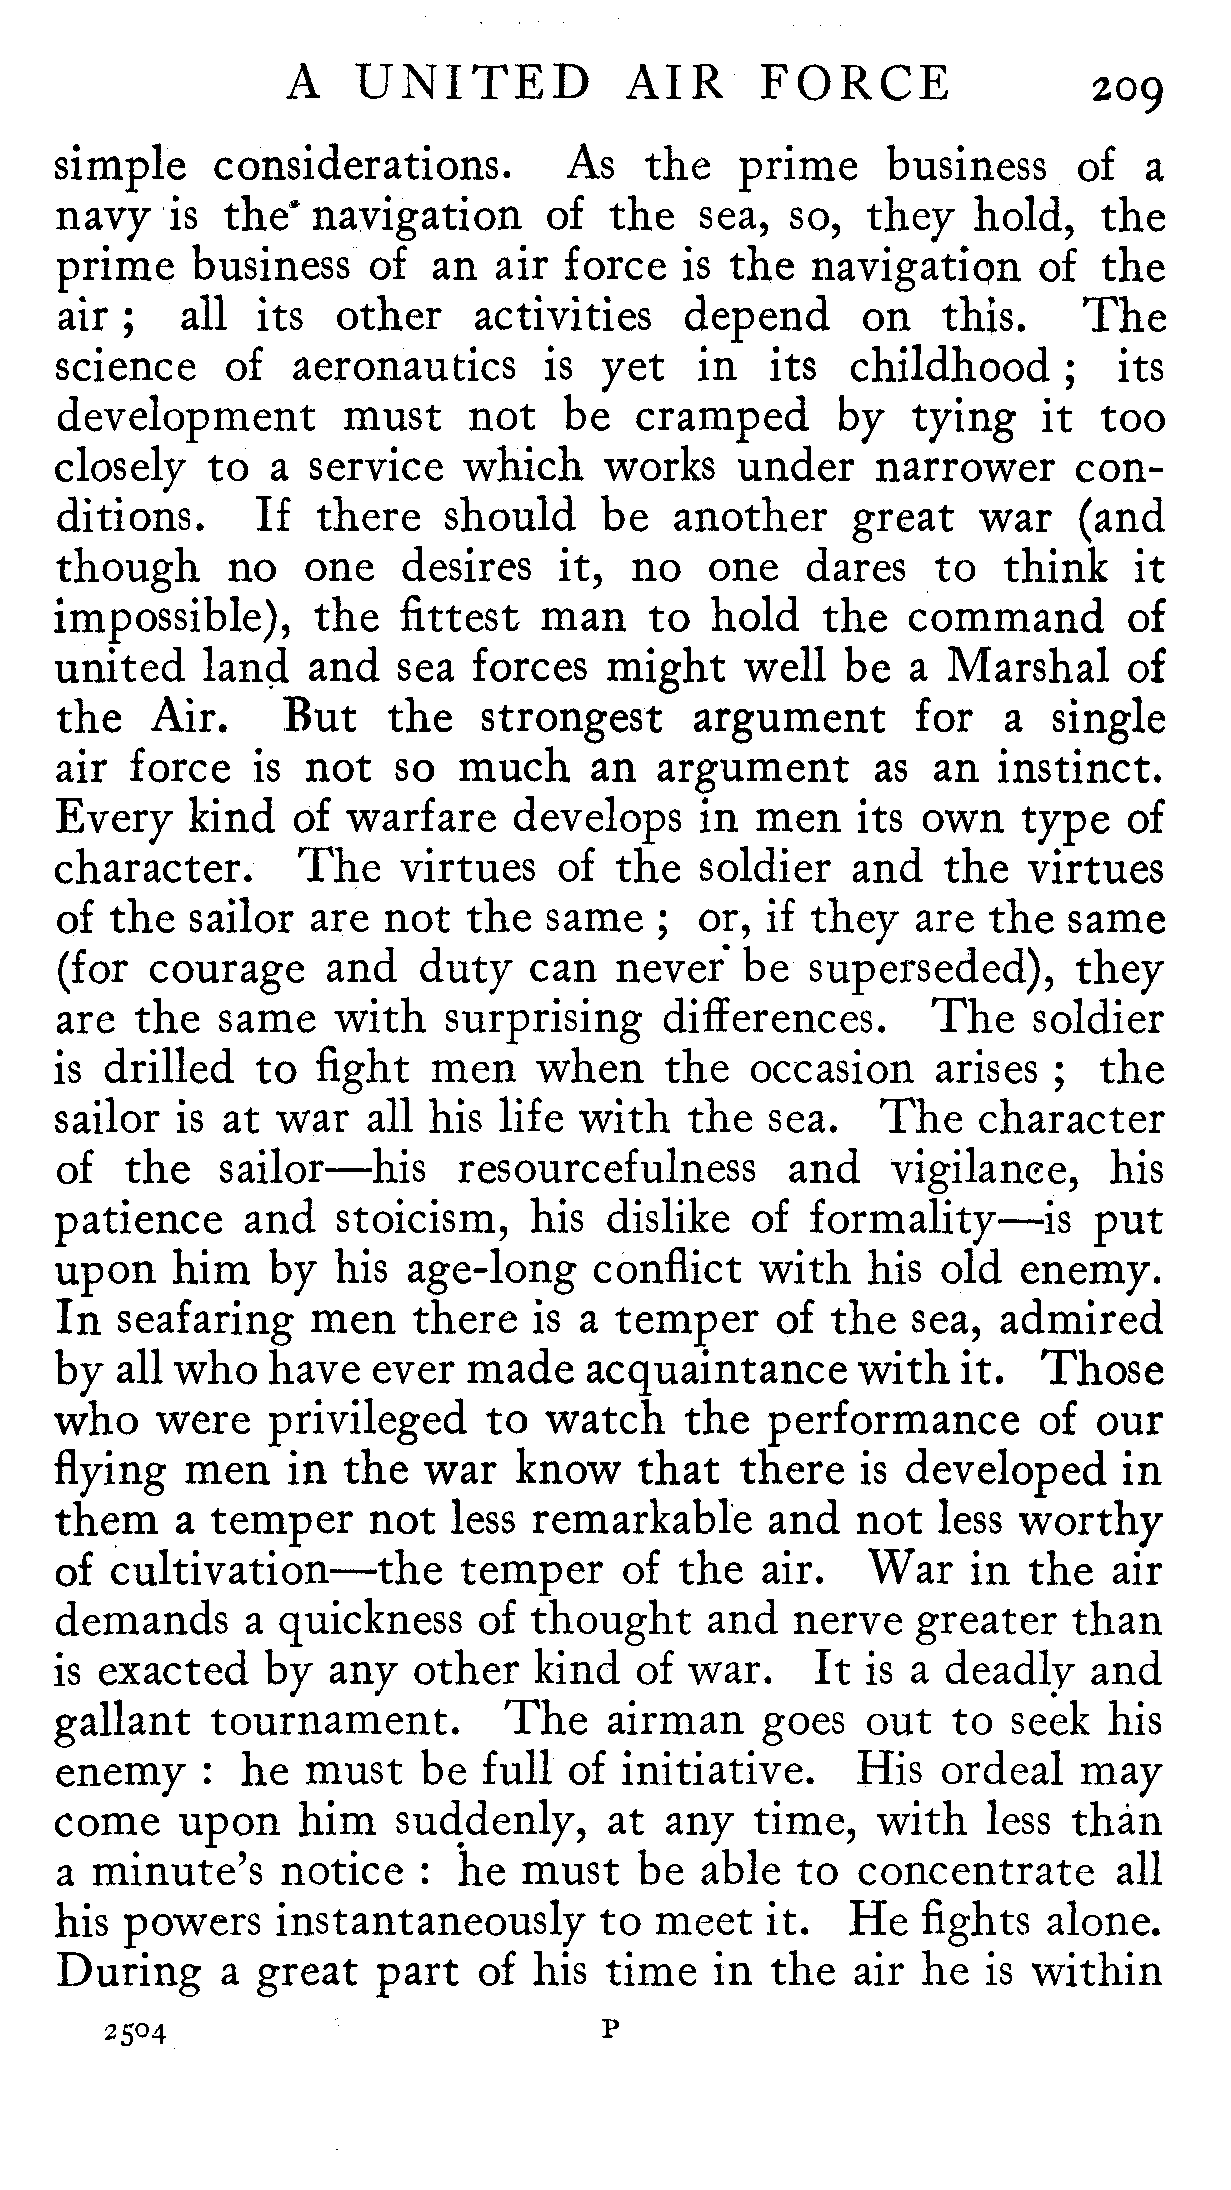 A UNITED AIR FORCE 209
simple considerations. As the prime business of a
navy is the navigation of the sea, so, they hold, the
prime business of an air force is the navigation of the
air ; all its other activities depend on this. The
science of aeronautics is yet in its childhood ; its
development must not be cramped by tying it too
closely to a service which works under narrower con-
ditions. If there should be another great war (and
though no one desires it, no one dares to think it
impossible), the fittest man to hold the command of
united land and sea forces might well be a Marshal of
the Air. But the strongest argument for a single
air force is not so much an argument as an instinct.
Every kind of warfare develops in men its own type of
character. The virtues of the soldier and the virtues
of the sailor are not the same ; or, if they are the same
(for courage and duty can never be superseded), they
are the same with surprising differences. The soldier
is drilled to fight men when the occasion arises ; the
sailor is at war all his life with the sea. The character
of the sailor—his resourcefulness and vigilance, his
patience and stoicism, his dislike of formality—is put
upon him by his age-long conflict with his old enemy.
In seafaring men there is a temper of the sea, admired
by all who have ever made acquaintance with it. Those
who were privileged to watch the performance of our
flying men in the war know that there is developed in
them a temper not less remarkable and not less worthy
of cultivation—the temper of the air. War in the air
demands a quickness of thought and nerve greater than
is exacted by any other kind of war. It is a deadly and
gallant tournament. The airman goes out to seek his
enemy : he must be full of initiative. His ordeal may
come upon him suddenly, at any time, with less than
a minute's notice : he must be able to concentrate all
his powers instantaneously to meet it. He fights alone.
During a great part of his time in the air he is within
2504 P